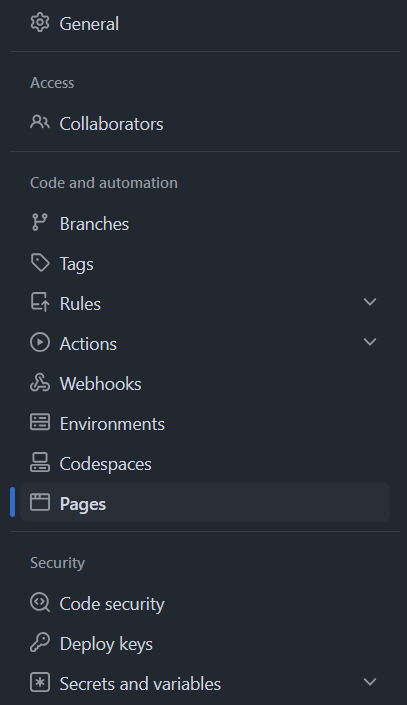 General
Access
Collaborators
Code and automation
Branches
Tags
Rules
Actions
Webhooks
Environments
Codespaces
Pages
Security
Code security
Deploy keys
Secrets and variables